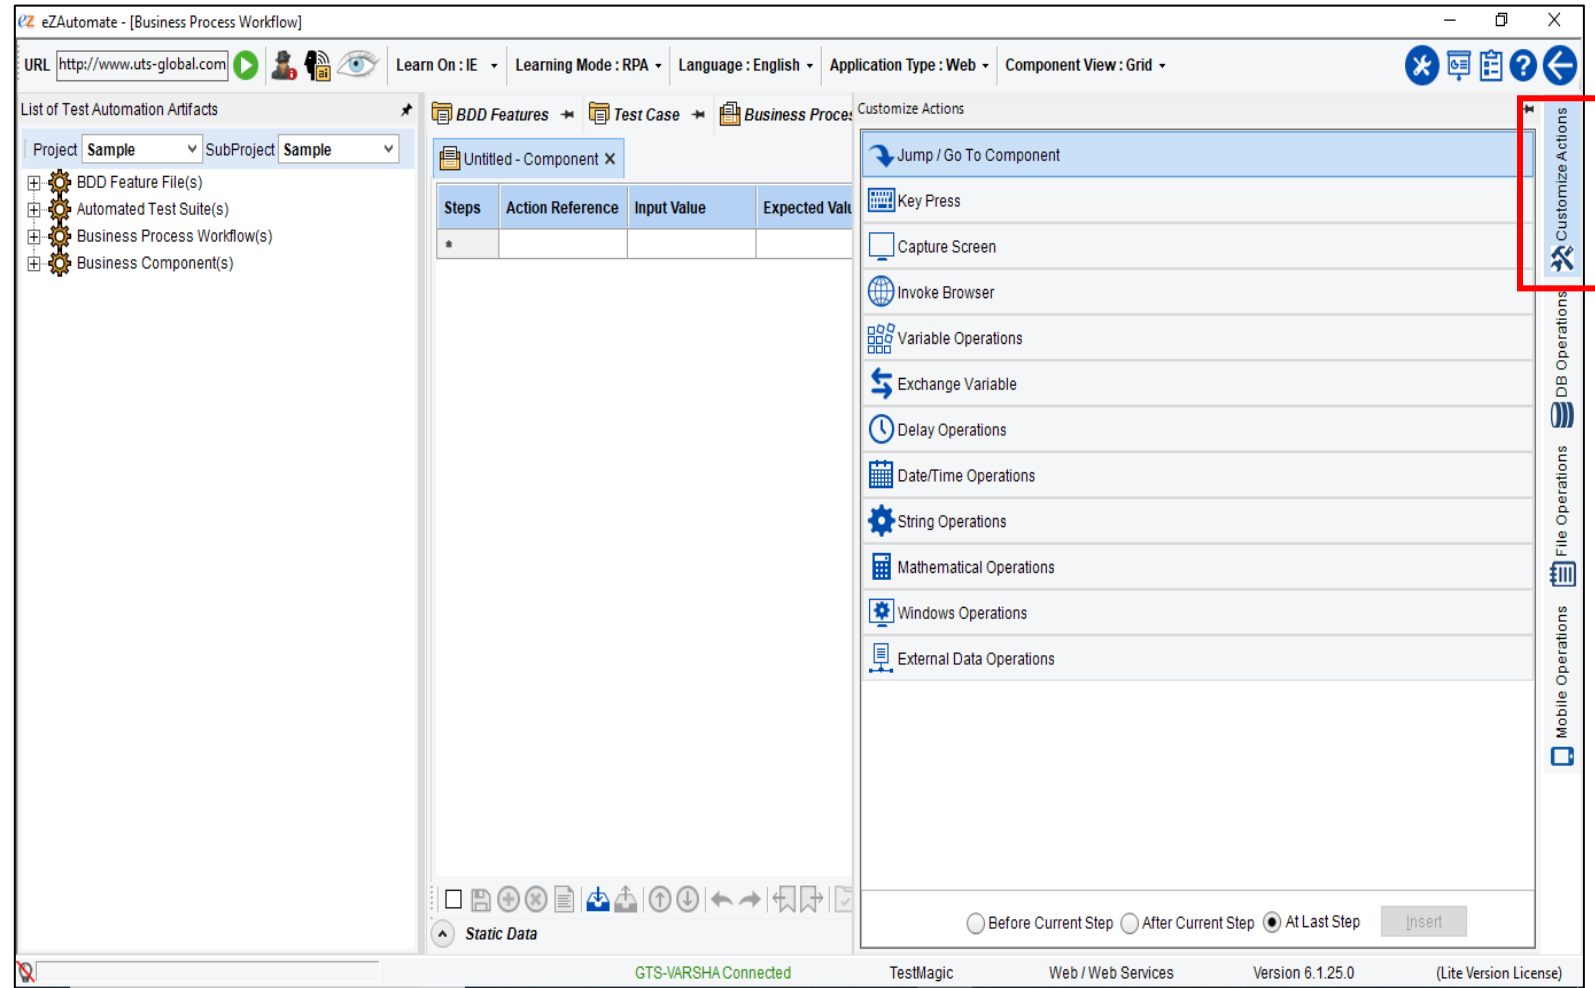 eZ eZAutomate - [Business Process Workflow]
URL http://www.uts-global.com ai Learn On : IE Learning Mode : RPA Language : English Application Type : Web Component View : Grid
List of Test Automation Artifacts
Project Sample SubProject Sample
BDD Feature File(s)
Automated Test Suite(s)
Business Process Workflow(s)
Business Component(s)
BDD Features Test Case Business Proces
Untitled - Component X
Steps Action Reference Input Value Expected Valu
*
Static Data
Customize Actions
Jump / Go To Component
Key Press
Capture Screen
Invoke Browser
Variable Operations
Exchange Variable
Delay Operations
Date/Time Operations
String Operations
Mathematical Operations
Windows Operations
External Data Operations
Before Current Step After Current Step At Last Step Insert
Customize Actions
DB Operations
File Operations
Mobile Operations
GTS-VARSHA Connected TestMagic Web / Web Services Version 6.1.25.0 (Lite Version License)